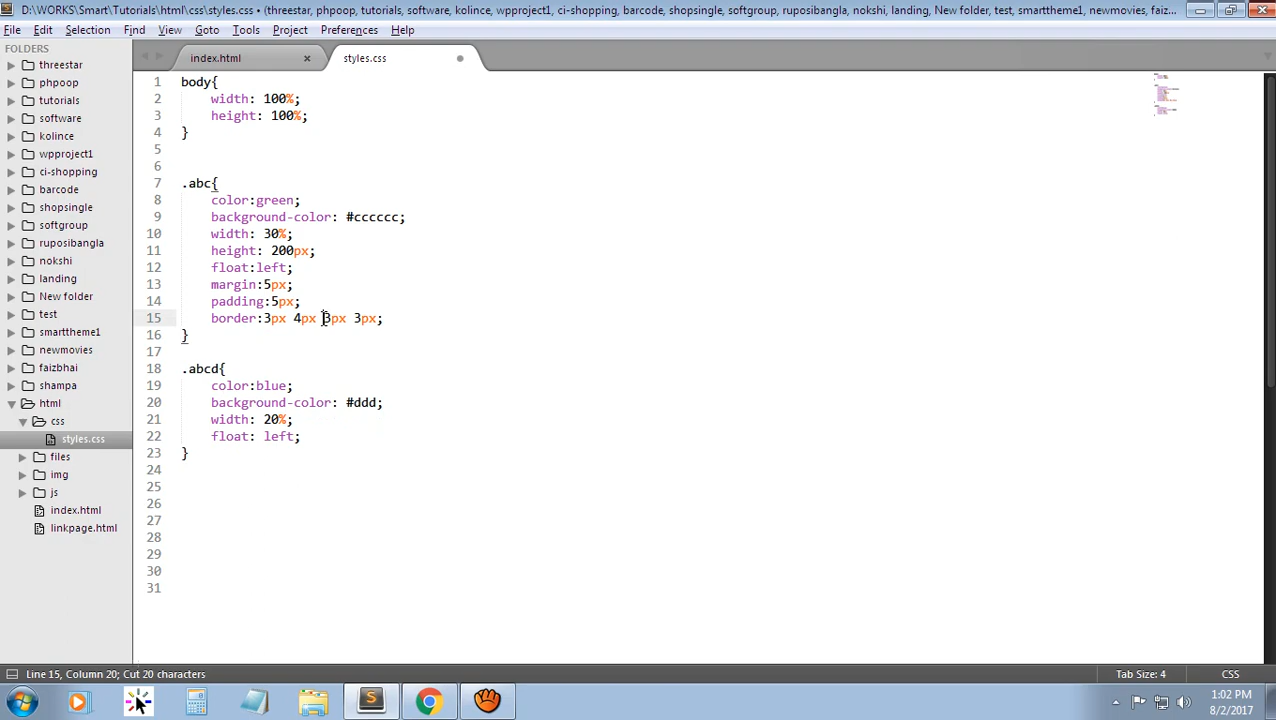 D:\WORKS\Smart\Tutorials\html\css\styles.css • (threestar, phpoop, tutorials, software, kolince, wpproject1, ci-shopping, barcode, shopsingle, softgroup, ruposibangla, nokshi, landing, New folder, test, smarttheme1, newmovies, faiz...
File Edit Selection Find View Goto Tools Project Preferences Help
FOLDERS
threestar
phpoop
tutorials
software
kolince
wpproject1
ci-shopping
barcode
shopsingle
softgroup
ruposibangla
nokshi
landing
New folder
test
smarttheme1
newmovies
faizbhai
shampa
html
css
styles.css
files
img
js
index.html
linkpage.html
index.html × styles.css
1 body{
2 width: 100%;
3 height: 100%;
4 }
5
6
7 .abc{
8 color:green;
9 background-color: #cccccc;
10 width: 30%;
11 height: 200px;
12 float:left;
13 margin:5px;
14 padding:5px;
15 border:3px 4px 3px 3px;
16 }
17
18 .abcd{
19 color:blue;
20 background-color: #ddd;
21 width: 20%;
22 float: left;
23 }
24
25
26
27
28
29
30
31
Line 15, Column 20; Cut 20 characters Tab Size: 4 CSS
1:02 PM
8/2/2017